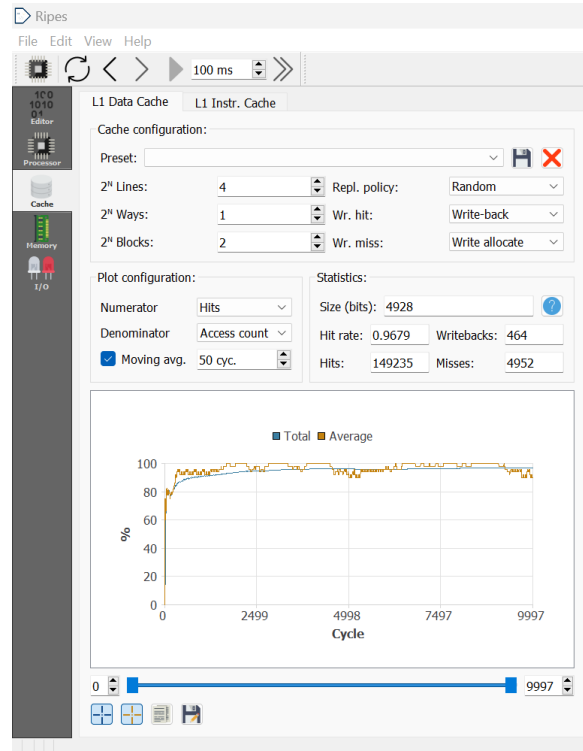 Ripes
File Edit View Help
100 ms
1C0
1010
01
Editor
Processor
Cache
Memory
I/O
L1 Data Cache L1 Instr. Cache
Cache configuration:
Preset:
2ᴺ Lines: 4 Repl. policy: Random
2ᴺ Ways: 1 Wr. hit: Write-back
2ᴺ Blocks: 2 Wr. miss: Write allocate
Plot configuration:
Numerator Hits
Denominator Access count
Moving avg. 50 cyc.
Statistics:
Size (bits): 4928 ?
Hit rate: 0.9679 Writebacks: 464
Hits: 149235 Misses: 4952
Total Average
100
80
60
40
20
0
%
0 2499 4998 7497 9997
Cycle
0 9997